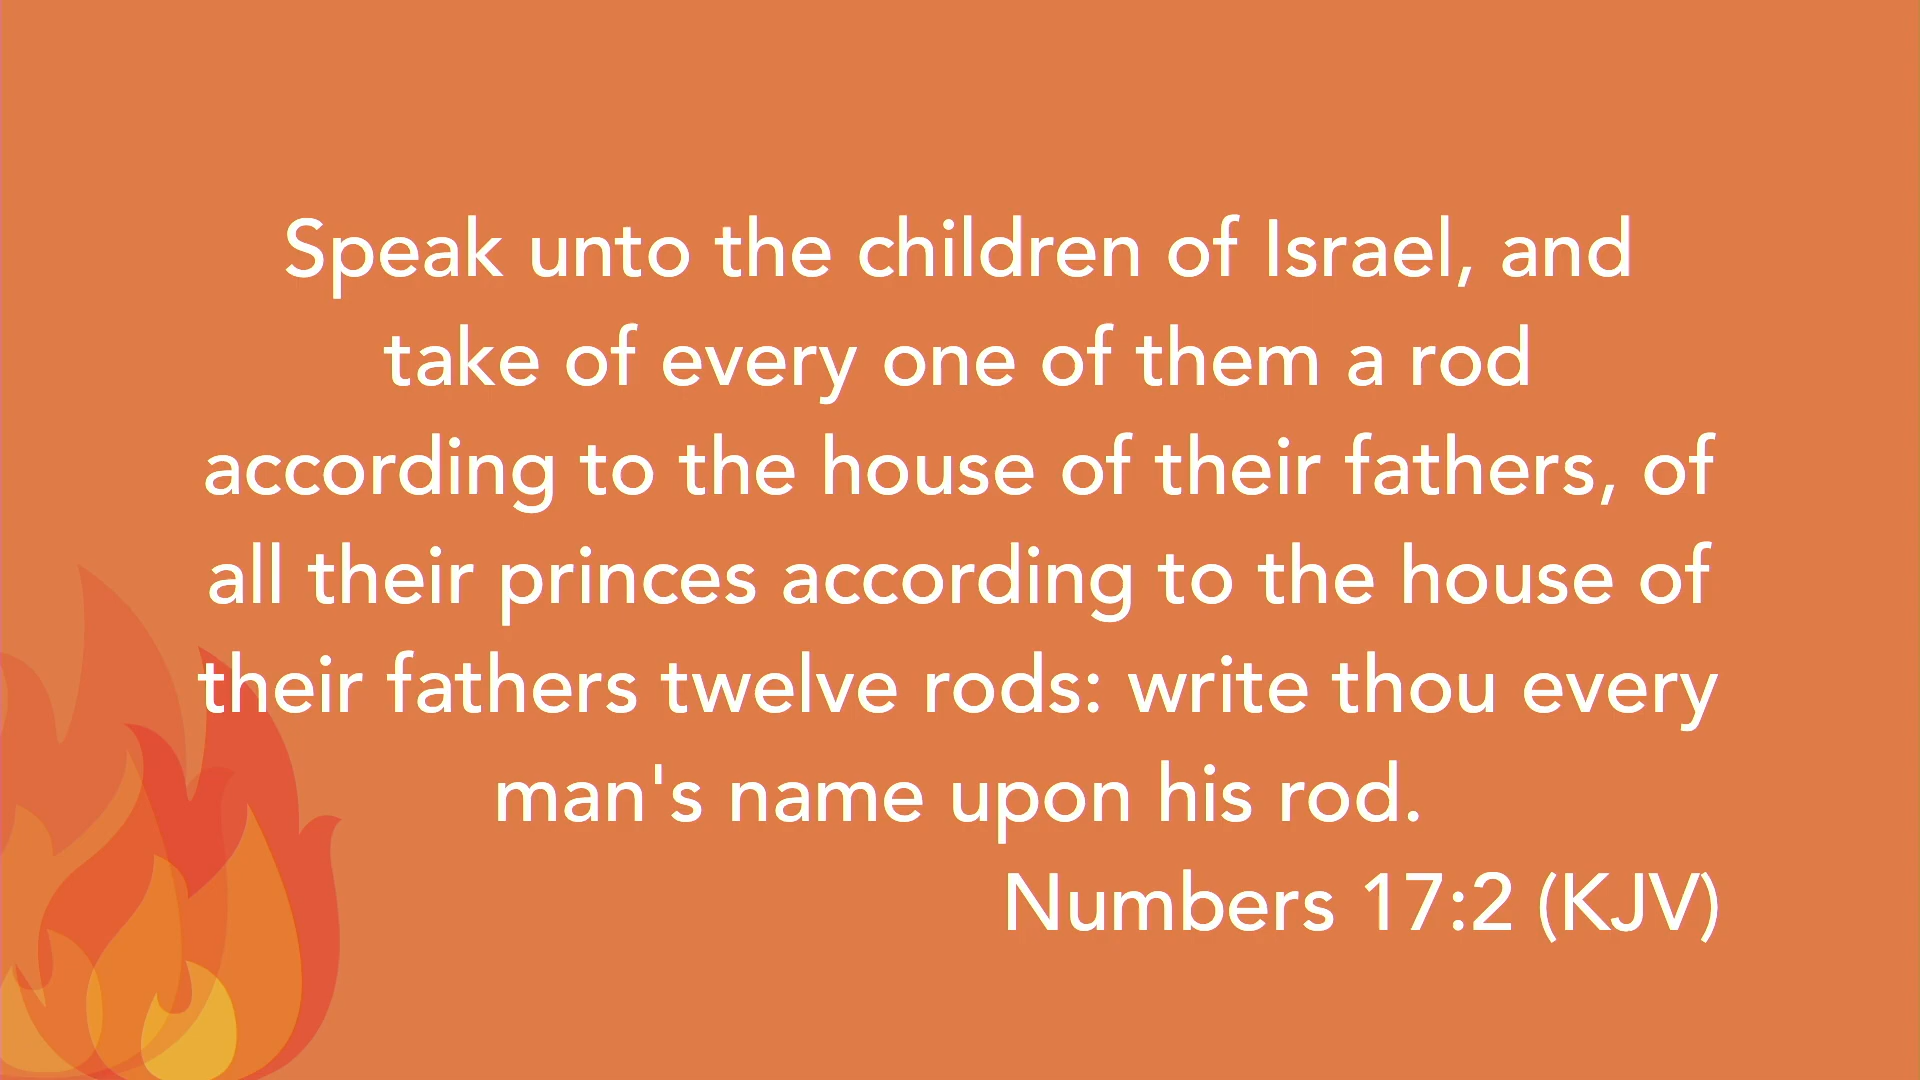 Speak unto the children of Israel, and
take of every one of them a rod
according to the house of their fathers, of
all their princes according to the house of
their fathers twelve rods: write thou every
man's name upon his rod.
Numbers 17:2 (KJV)